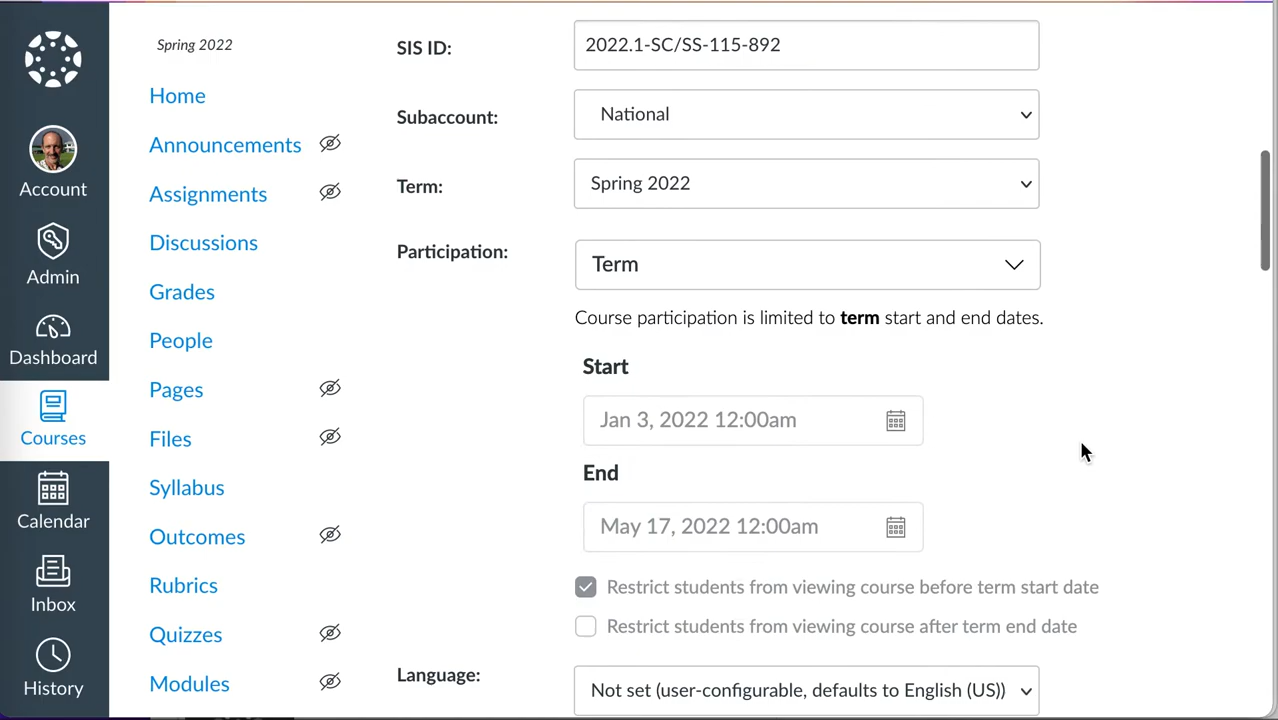 Account
Admin
Dashboard
Courses
Calendar
Inbox
History
Spring 2022
Home
Announcements
Assignments
Discussions
Grades
People
Pages
Files
Syllabus
Outcomes
Rubrics
Quizzes
Modules
SIS ID: 2022.1-SC/SS-115-892
Subaccount: National
Term: Spring 2022
Participation: Term
Course participation is limited to term start and end dates.
Start
Jan 3, 2022 12:00am
End
May 17, 2022 12:00am
Restrict students from viewing course before term start date
Restrict students from viewing course after term end date
Language: Not set (user-configurable, defaults to English (US))